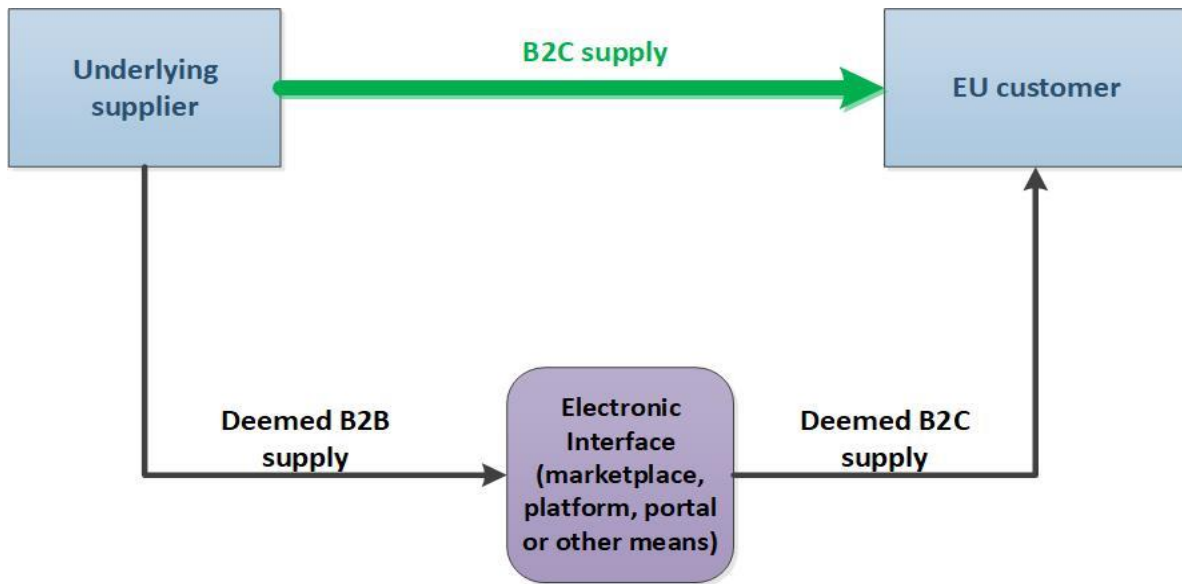 B2C supply
Underlying
supplier
EU customer
Deemed B2B
supply
Electronic
Interface
(marketplace,
platform, portal
or other means)
Deemed B2C
supply